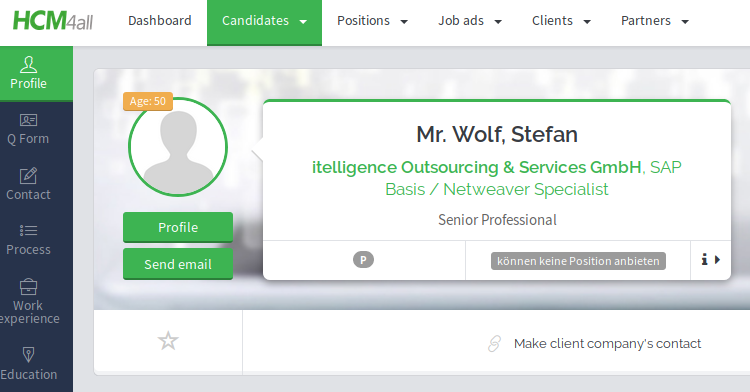 HCM4all
Dashboard
Candidates
Positions
Job ads
Clients
Partners
Profile
Q Form
Contact
Process
Work
experience
Education
Age: 50
Profile
Send email
Mr. Wolf, Stefan
itelligence Outsourcing & Services GmbH, SAP
Basis / Netweaver Specialist
Senior Professional
P
können keine Position anbieten
i
Make client company's contact